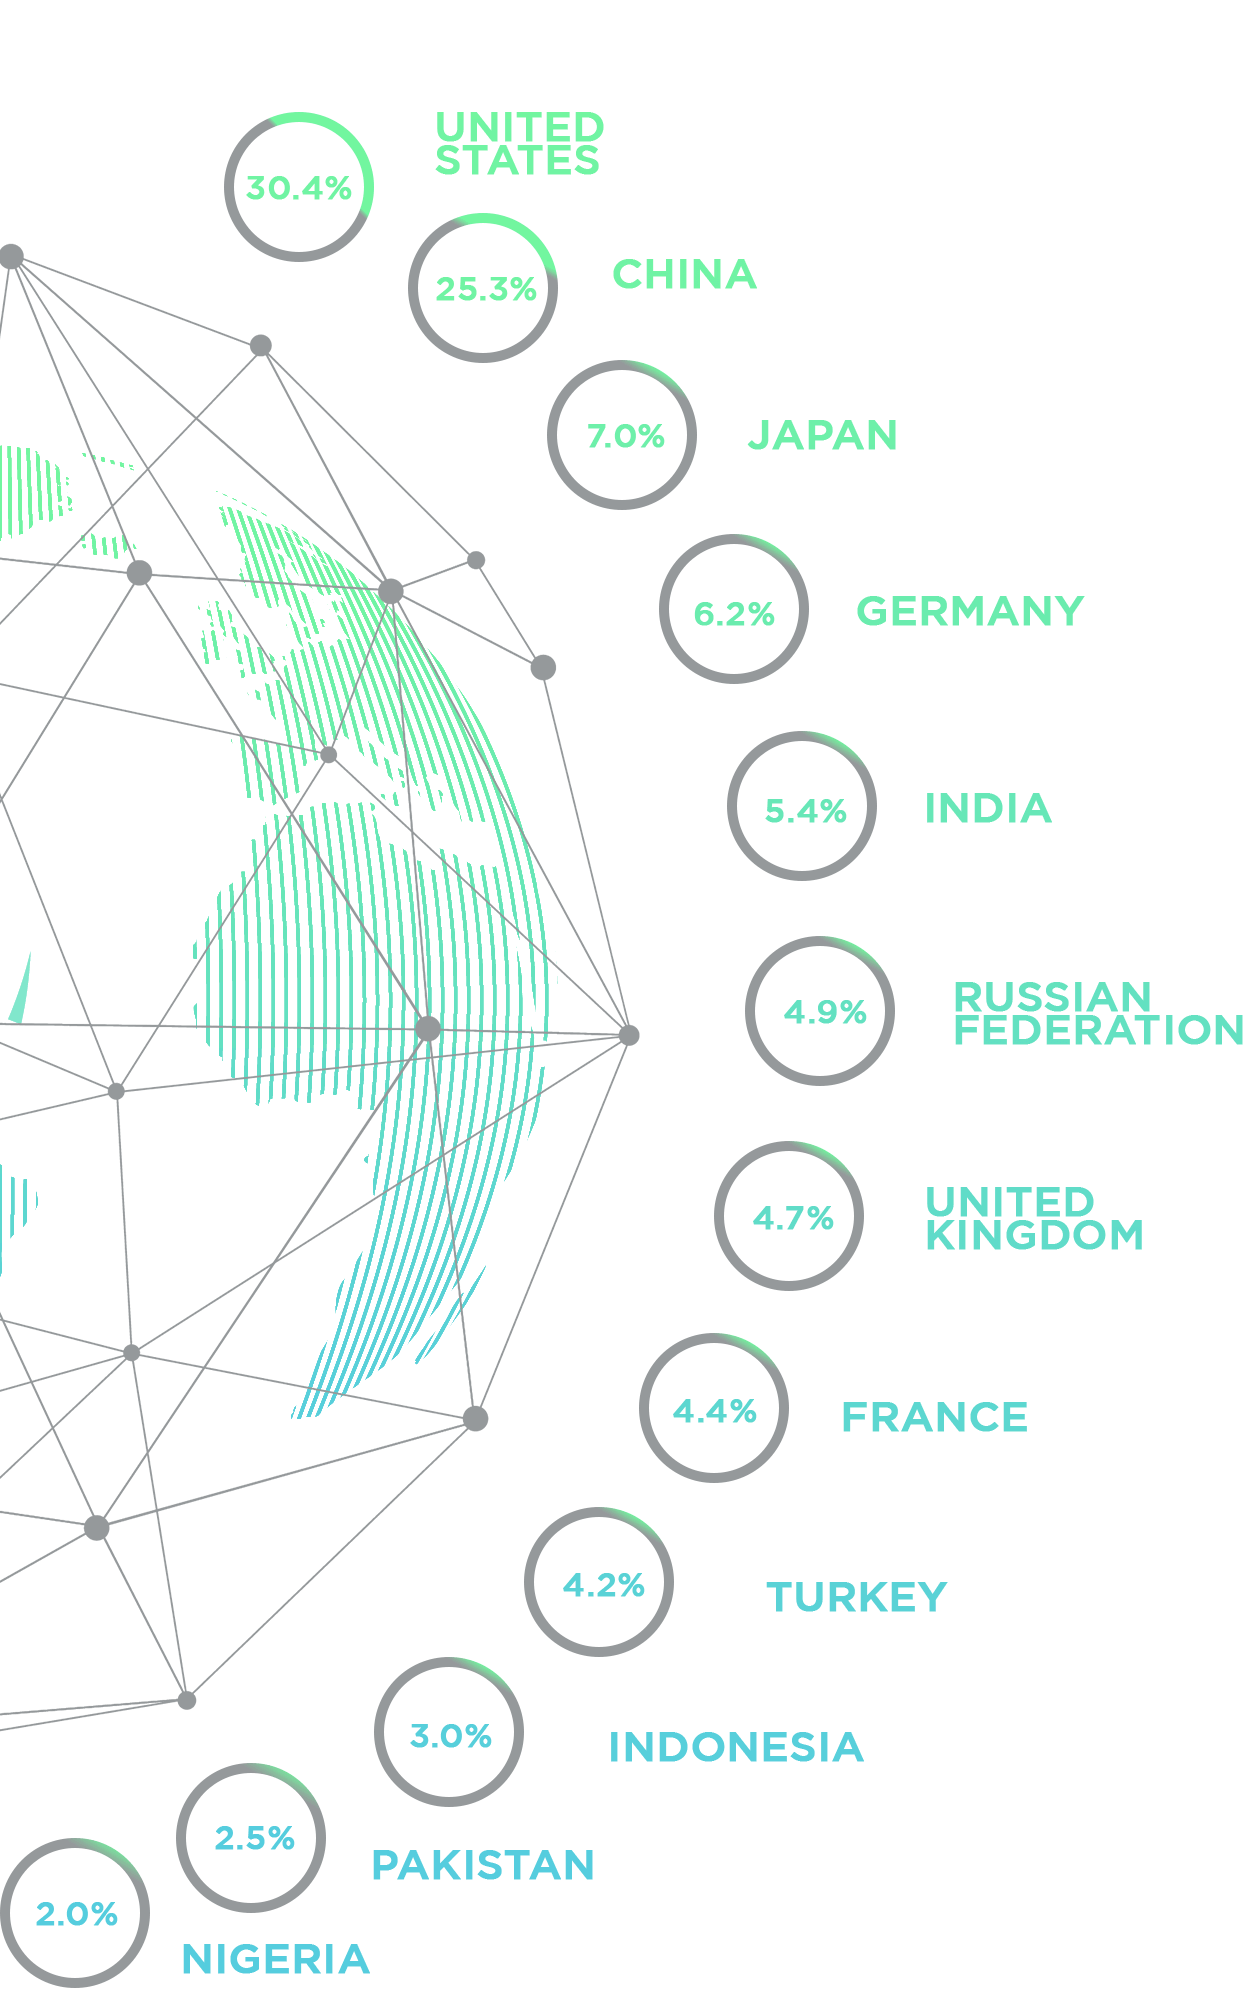 30.4%
UNITED
STATES
25.3%
CHINA
7.0%
JAPAN
6.2%
GERMANY
5.4%
INDIA
4.9%
RUSSIAN
FEDERATION
4.7%
UNITED
KINGDOM
4.4%
FRANCE
4.2%
TURKEY
3.0%
INDONESIA
2.5%
PAKISTAN
2.0%
NIGERIA